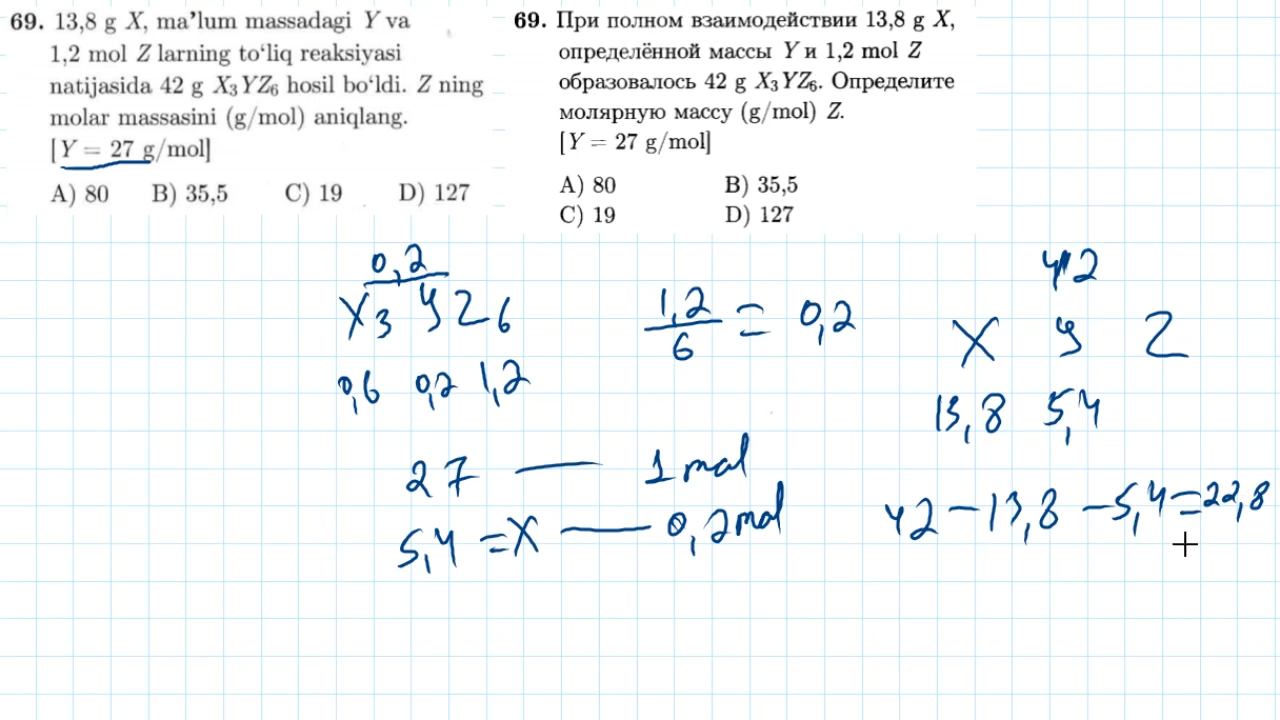 69. 13,8 g X, ma’lum massadagi Y va
1,2 mol Z larning to‘liq reaksiyasi
natijasida 42 g X₃YZ₆ hosil bo‘ldi. Z ning
molar massasini (g/mol) aniqlang.
[Y = 27 g/mol]
A) 80 B) 35,5 C) 19 D) 127
69. При полном взаимодействии 13,8 g X,
определённой массы Y и 1,2 mol Z
образовалось 42 g X₃YZ₆. Определите
молярную массу (g/mol) Z.
[Y = 27 g/mol]
A) 80 B) 35,5
C) 19 D) 127
0,2
X3 y Z6
0,6 0,2 1,2
1,2
6
= 0,2
27 — 1 mol
5,4 = X — 0,2 mol
42
X y Z
13,8 5,4
42 - 13,8 - 5,4 = 22,8